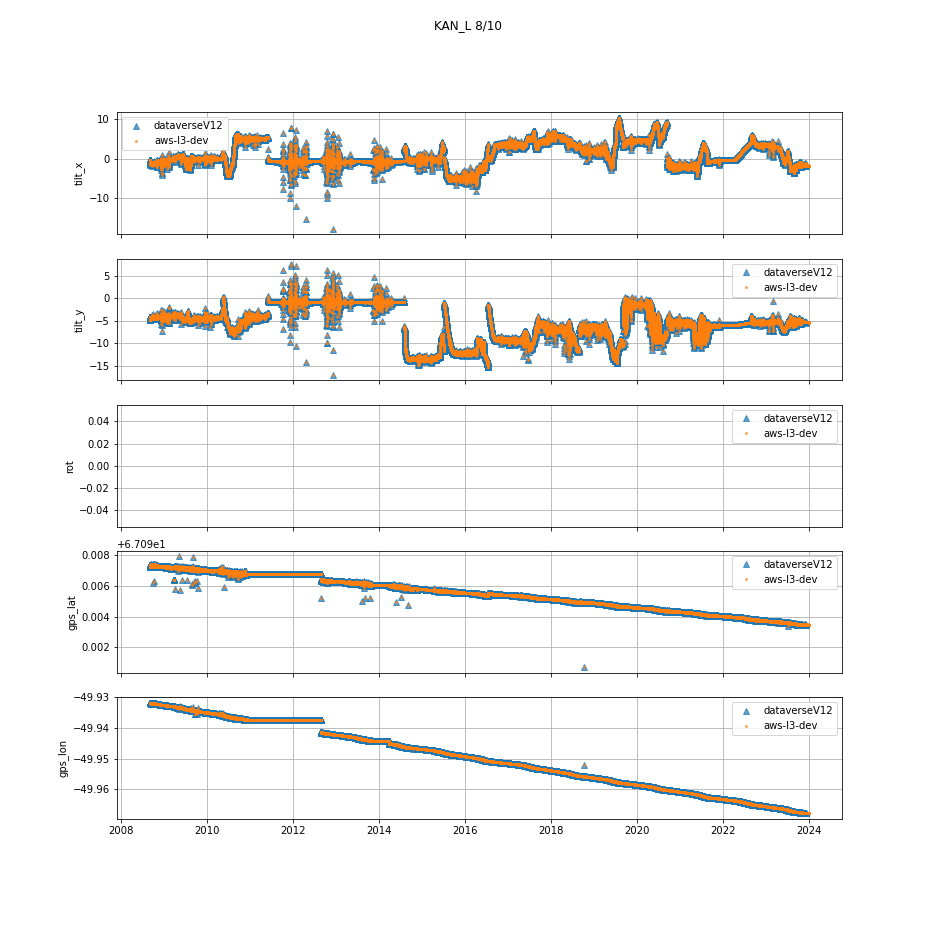 KAN_L 8/10
10
0
−10
tilt_x
dataverseV12
aws-l3-dev
5
0
−5
−10
−15
tilt_y
dataverseV12
aws-l3-dev
0.04
0.02
0.00
−0.02
−0.04
rot
dataverseV12
aws-l3-dev
+6.709e1
0.008
0.006
0.004
0.002
gps_lat
dataverseV12
aws-l3-dev
−49.93
−49.94
−49.95
−49.96
gps_lon
dataverseV12
aws-l3-dev
2008 2010 2012 2014 2016 2018 2020 2022 2024